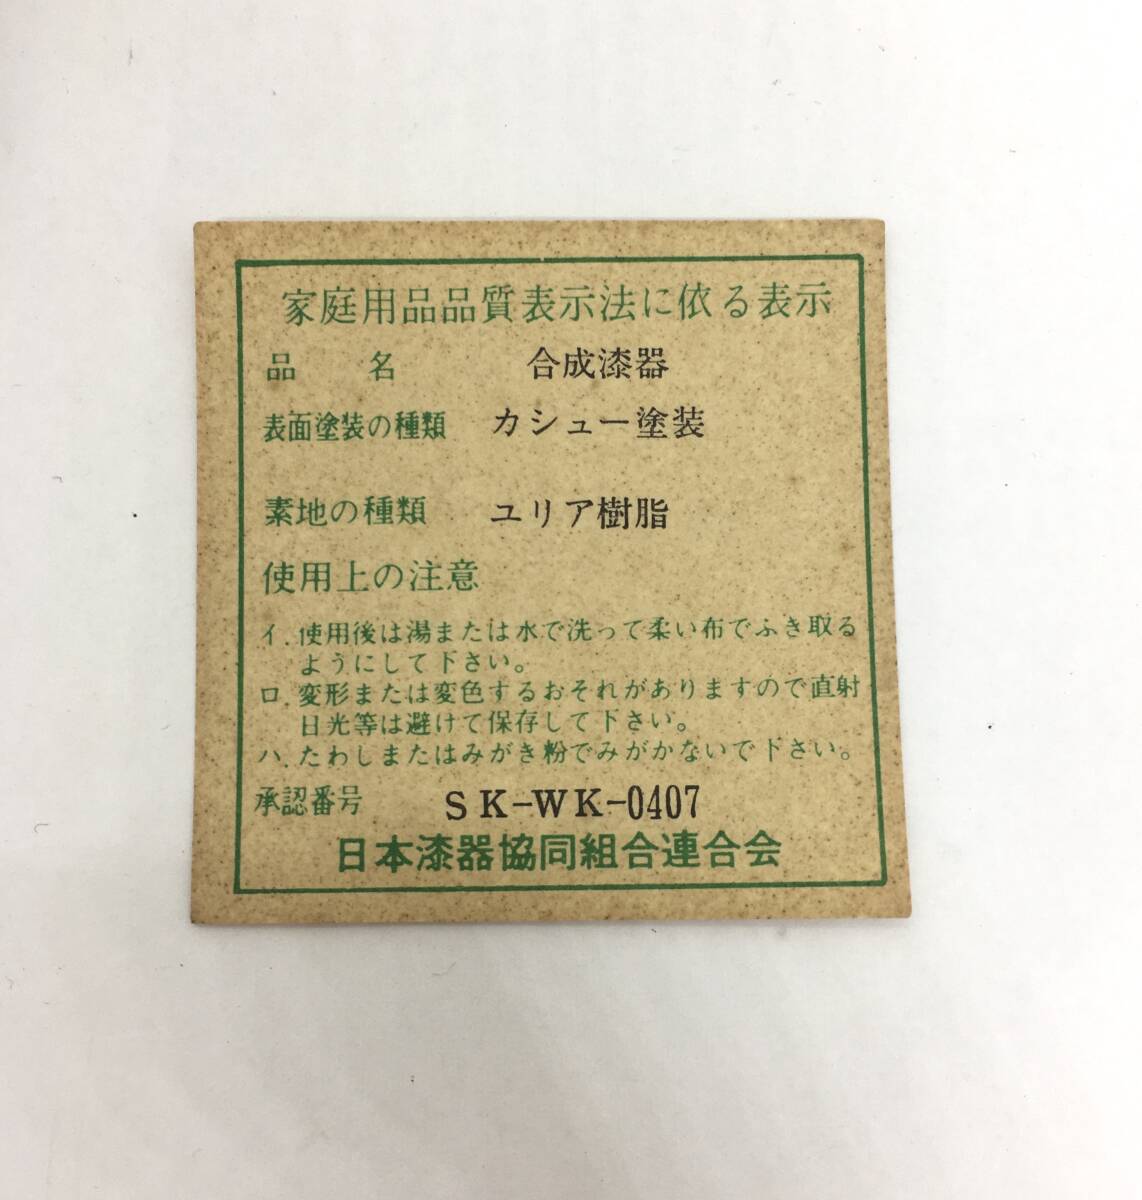 家庭用品品質表示法に依る表示
品名 合成漆器
表面塗装の種類 カシュー塗装
素地の種類 ユリア樹脂
使用上の注意
イ. 使用後は湯または水で洗って柔い布でふき取る
ようにして下さい。
ロ. 変形または変色するおそれがありますので直射
日光等は避けて保存して下さい。
ハ. たわしまたはみがき粉でみがかないで下さい。
承認番号 SK-WK-0407
日本漆器協同組合連合会